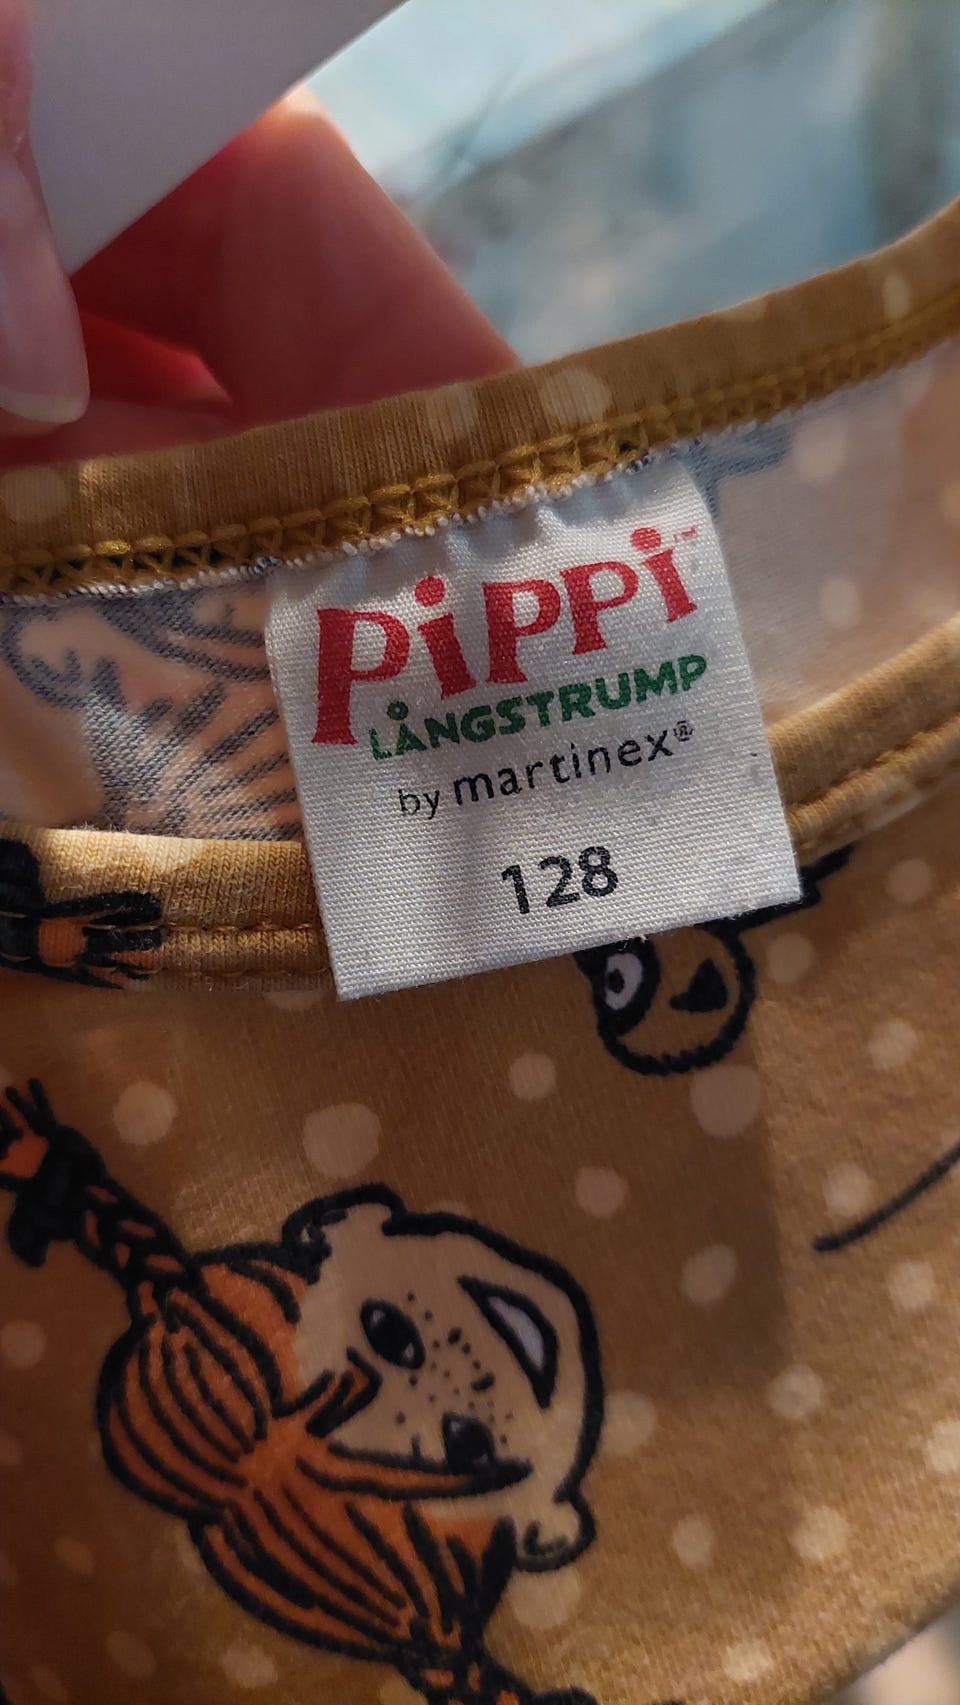 PiPPi™
LÅNGSTRUMP
by martinex®
128